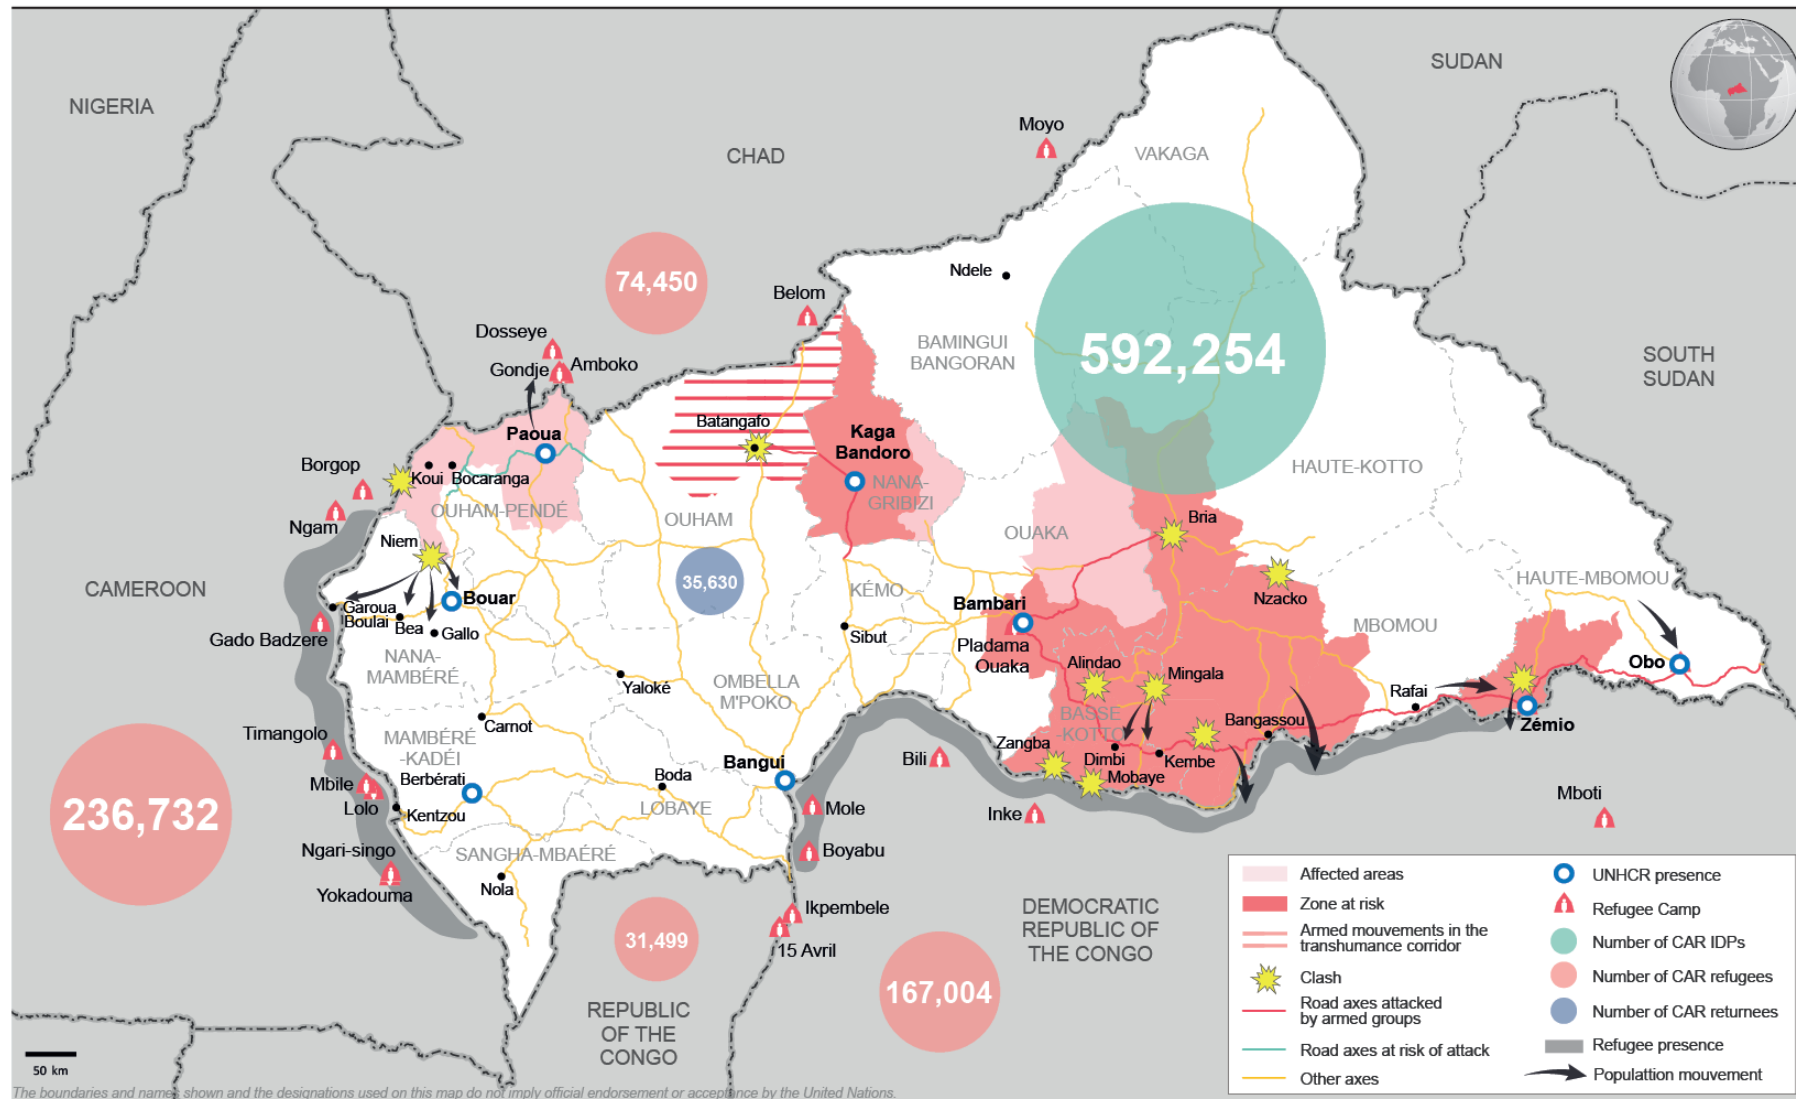 NIGERIA
CHAD
SUDAN
SOUTH
SUDAN
CAMEROON
REPUBLIC
OF THE
CONGO
DEMOCRATIC
REPUBLIC OF
THE CONGO
Moyo
VAKAGA
Ndele
592,254
74,450
Belom
BAMINGUI
BANGORAN
Dosseye
Gondje
Amboko
Paoua
Batangafo
Kaga
Bandoro
NANA-
GRIBIZI
HAUTE-KOTTO
Borgop
Koui
Bocaranga
OUHAM-PENDÉ
OUHAM
OUAKA
Bria
Ngam
Niem
35,630
KÉMO
Nzacko
HAUTE-MBOMOU
Garoua
Boulai
Bouar
Bea
Gallo
Gado Badzere
NANA-
MAMBÉRÉ
Sibut
Bambari
Pladama
Ouaka
MBOMOU
Obo
Yaloké
OMBELLA
M'POKO
Alindao
Mingala
Rafai
Zémio
BASSE
-KOTTO
Bangassou
Carnot
Timangolo
MAMBÉRÉ
-KADÉI
Berbérati
Bangui
Zangba
Dimbi
Kembe
Mobaye
Bili
Mbile
Lolo
Kentzou
Boda
LOBAYE
Mole
Inke
Mboti
236,732
Ngari-singo
Yokadouma
SANGHA-MBAÉRÉ
Nola
Boyabu
Ikpembele
15 Avril
31,499
167,004
Affected areas
Zone at risk
Armed mouvements in the
transhumance corridor
Clash
Road axes attacked
by armed groups
Road axes at risk of attack
Other axes
UNHCR presence
Refugee Camp
Number of CAR IDPs
Number of CAR refugees
Number of CAR returnees
Refugee presence
Populattion mouvement
50 km
The boundaries and names shown and the designations used on this map do not imply official endorsement or acceptance by the United Nations.